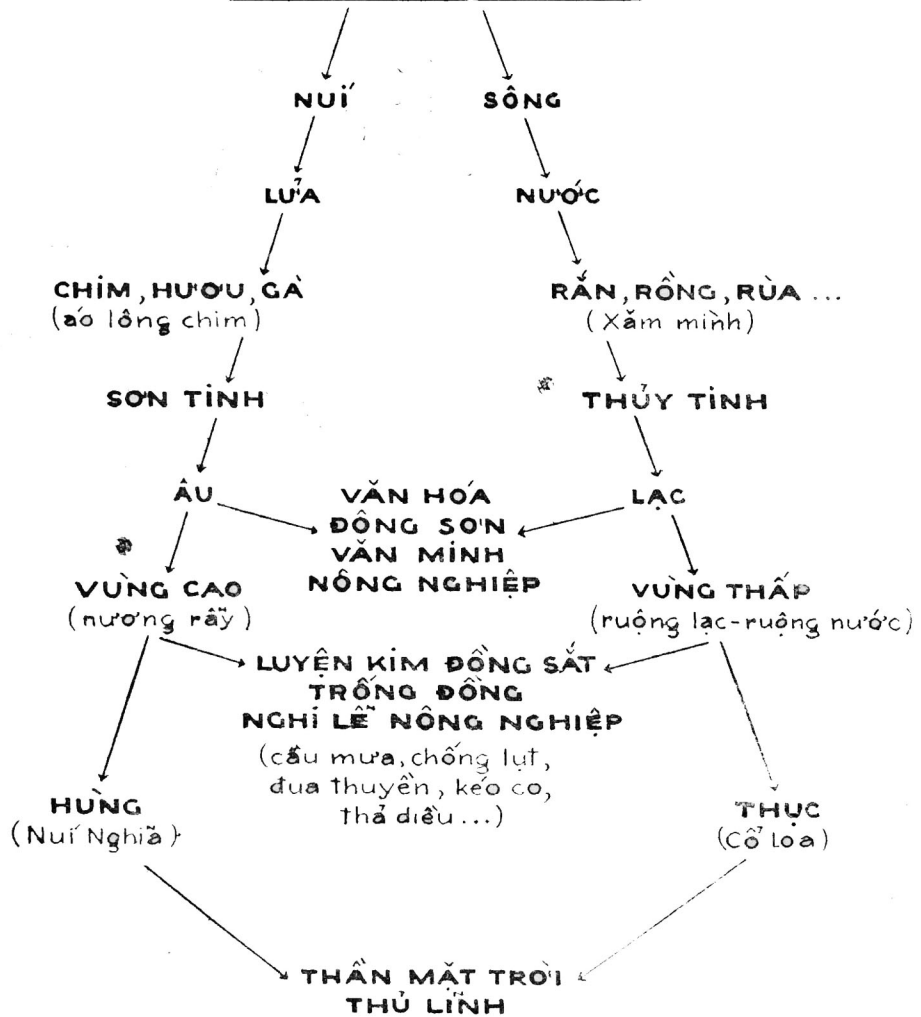 NÚI
SÔNG
LỬA
NƯỚC
CHIM, HƯƠU, GÀ
(áo lông chim)
RẮN, RỒNG, RÙA ...
(Xăm mình)
SƠN TINH
THỦY TINH
ÂU
VĂN HÓA
ĐÔNG SƠN
VĂN MINH
NÔNG NGHIỆP
LẠC
VÙNG CAO
(nương rẫy)
VÙNG THẤP
(ruộng lạc-ruộng nước)
LUYỆN KIM ĐỒNG SẮT
TRỐNG ĐỒNG
NGHI LỄ NÔNG NGHIỆP
(cầu mưa, chống lụt,
đua thuyền, kéo co,
thả diều...)
HÙNG
(Núi Nghĩa)
THỤC
(Cổ loa)
THẦN MẶT TRỜI
THỦ LĨNH